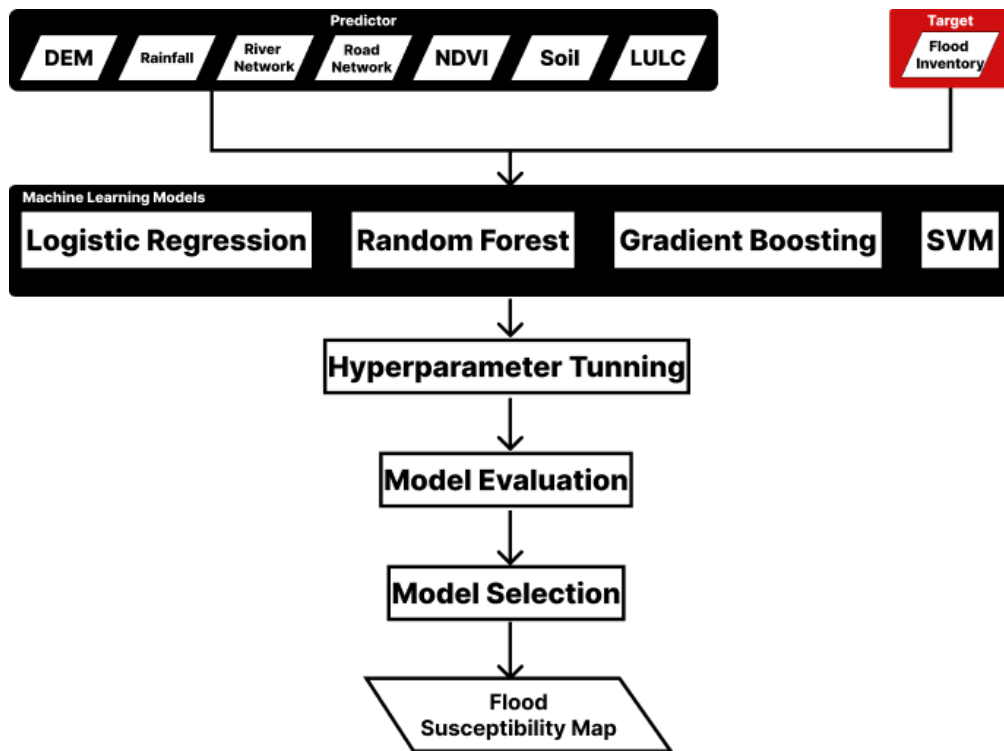 Predictor
DEM
Rainfall
River
Network
Road
Network
NDVI
Soil
LULC
Target
Flood
Inventory
Machine Learning Models
Logistic Regression
Random Forest
Gradient Boosting
SVM
Hyperparameter Tunning
Model Evaluation
Model Selection
Flood
Susceptibility Map